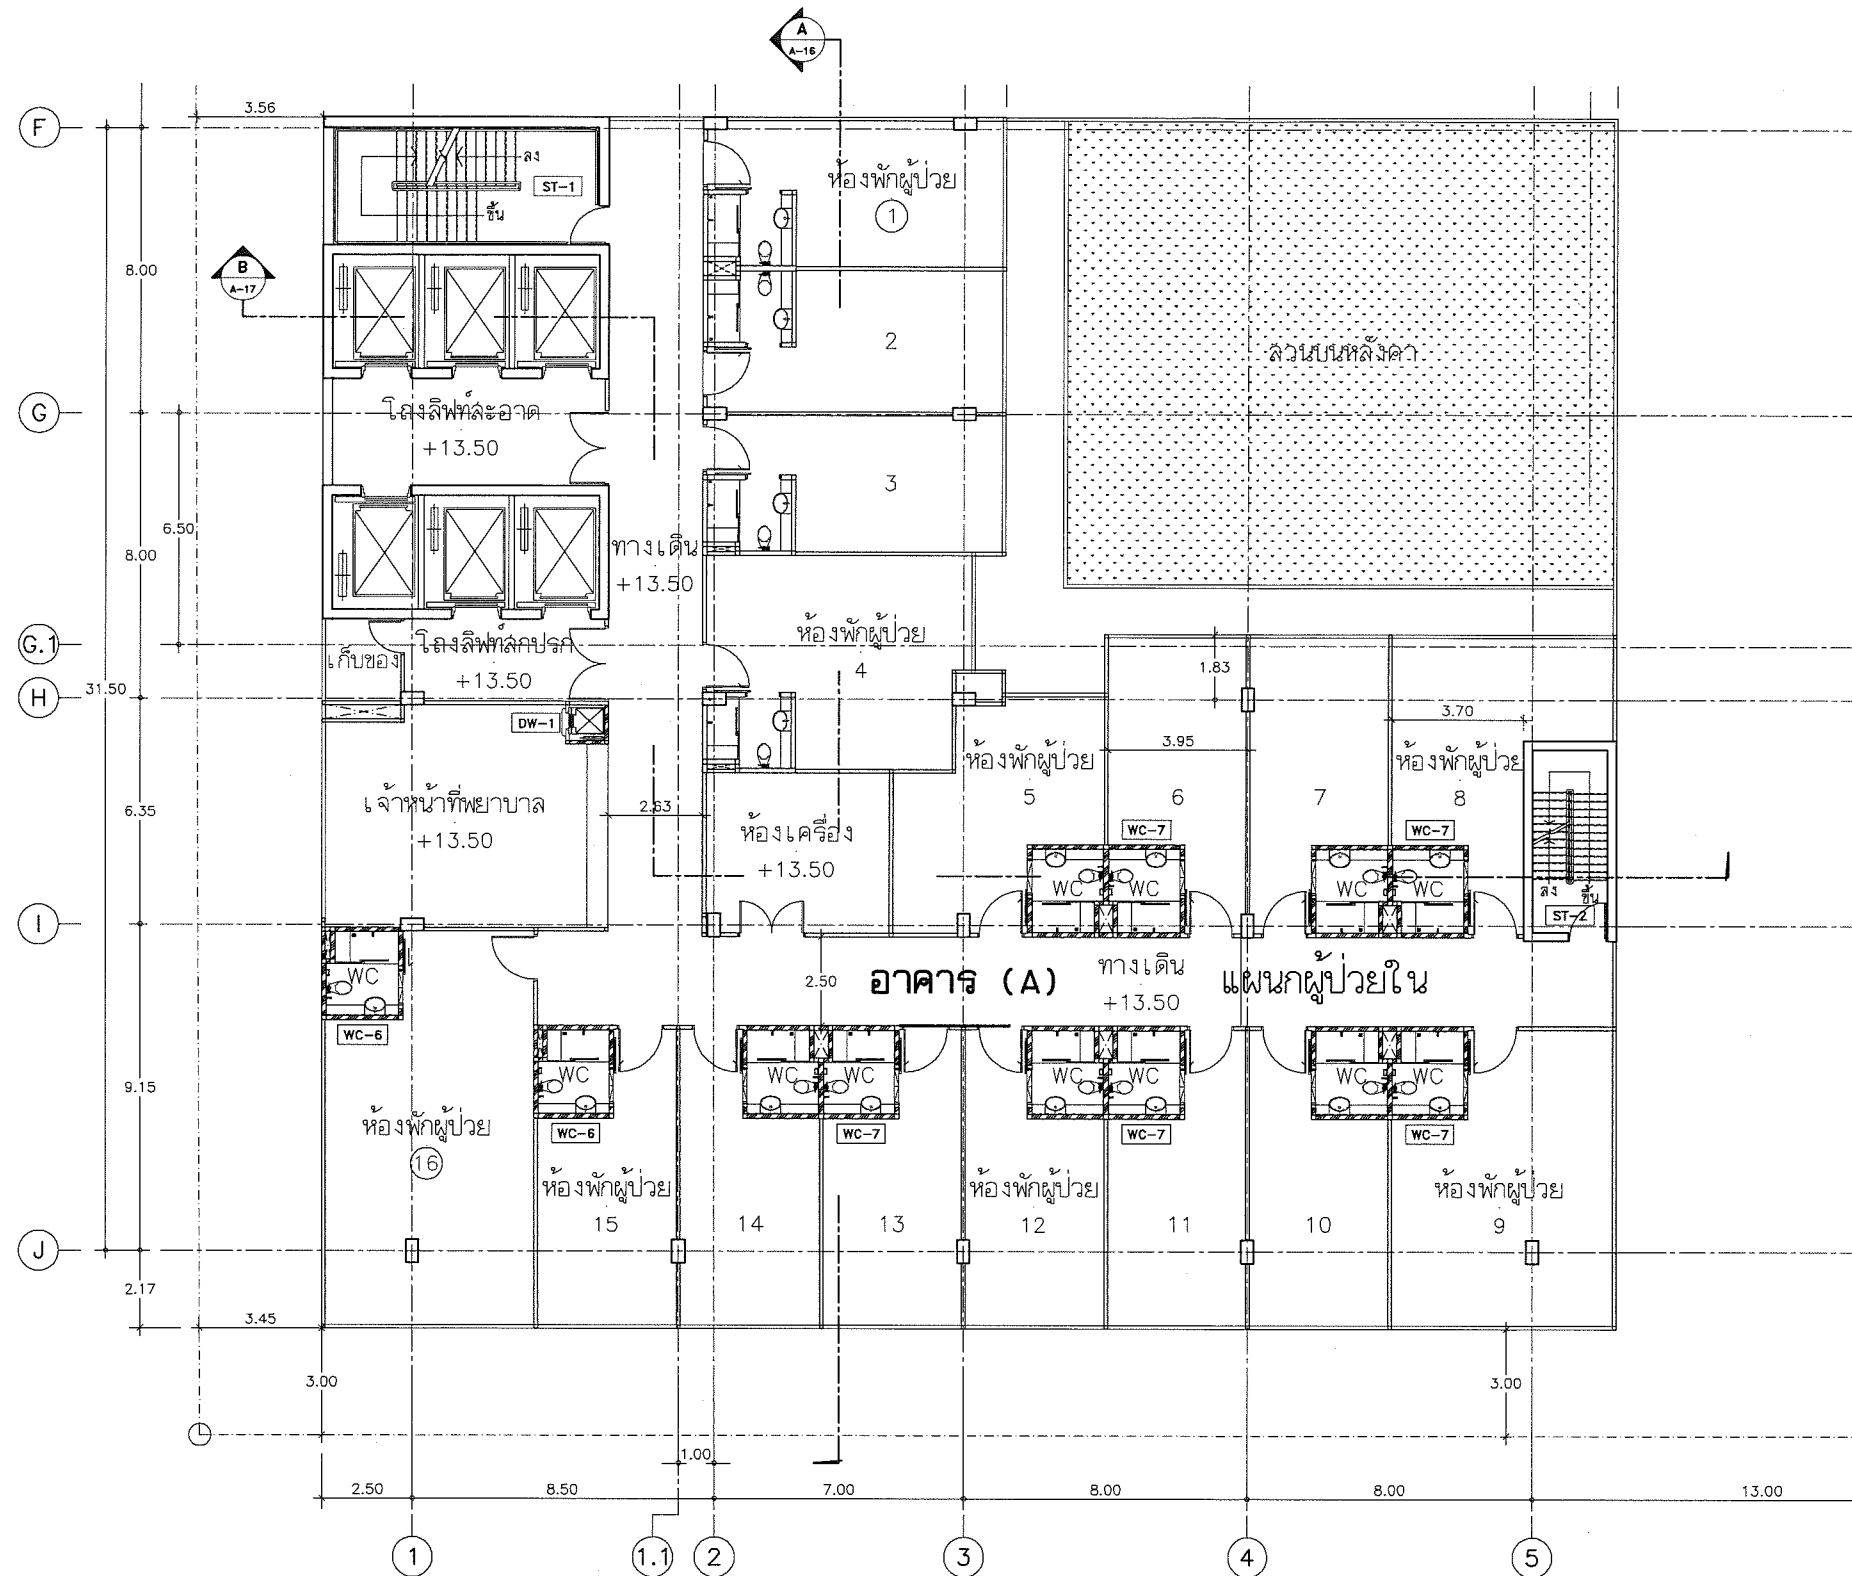 A
A-16
3.56
F
ลง
ST-1
ขึ้น
ห้องพักผู้ป่วย
1
8.00
B
A-17
2
สวนบนหลังคา
G
โถงลิฟท์สะอาด
+13.50
3
6.50
8.00
ทางเดิน
+13.50
G.1
เก็บของ
โถงลิฟท์สกปรก
+13.50
ห้องพักผู้ป่วย
4
1.83
31.50
H
DW-1
3.70
3.95
ห้องพักผู้ป่วย
5
6
7
ห้องพักผู้ป่วย
8
6.35
เจ้าหน้าที่พยาบาล
+13.50
2.63
ห้องเครื่อง
+13.50
WC-7
WC-7
WC
WC
WC
WC
ลง
ขึ้น
ST-2
I
WC
WC-6
2.50
อาคาร (A)
ทางเดิน
+13.50
แผนกผู้ป่วยใน
9.15
WC
WC
WC
WC
WC
WC
WC
WC-6
WC-7
WC-7
WC-7
ห้องพักผู้ป่วย
16
ห้องพักผู้ป่วย
15
14
13
ห้องพักผู้ป่วย
12
11
10
ห้องพักผู้ป่วย
9
J
2.17
3.45
3.00
3.00
1.00
2.50
8.50
7.00
8.00
8.00
13.00
1
1.1
2
3
4
5